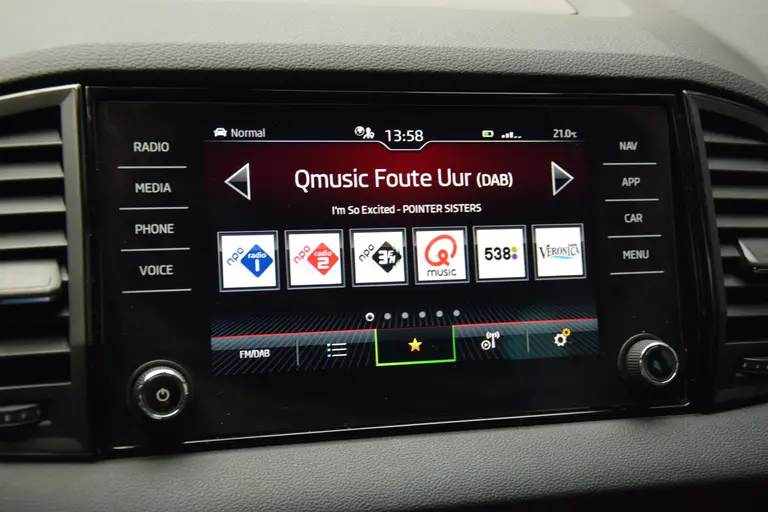 Normal
13:58
21.0°C
RADIO
MEDIA
PHONE
VOICE
NAV
APP
CAR
MENU
Qmusic Foute Uur (DAB)
I'm So Excited - POINTER SISTERS
npo radio 1
npo radio 2
npo 3FM
Q music
538
VERONICA
FM/DAB